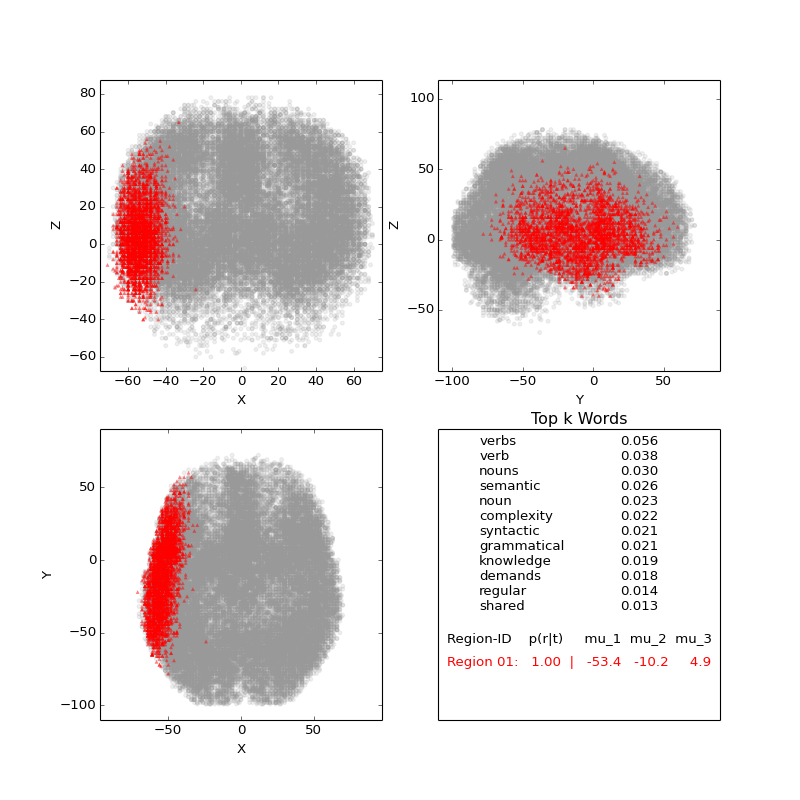 80
60
40
20
0
−20
−40
−60
Z
−60 −40 −20 0 20 40 60
X
100
50
0
−50
Z
−100 −50 0 50
Y
50
0
−50
−100
Y
−50 0 50
X
Top k Words
verbs 0.056
verb 0.038
nouns 0.030
semantic 0.026
noun 0.023
complexity 0.022
syntactic 0.021
grammatical 0.021
knowledge 0.019
demands 0.018
regular 0.014
shared 0.013
Region-ID p(r|t) mu_1 mu_2 mu_3
Region 01: 1.00 | -53.4 -10.2 4.9